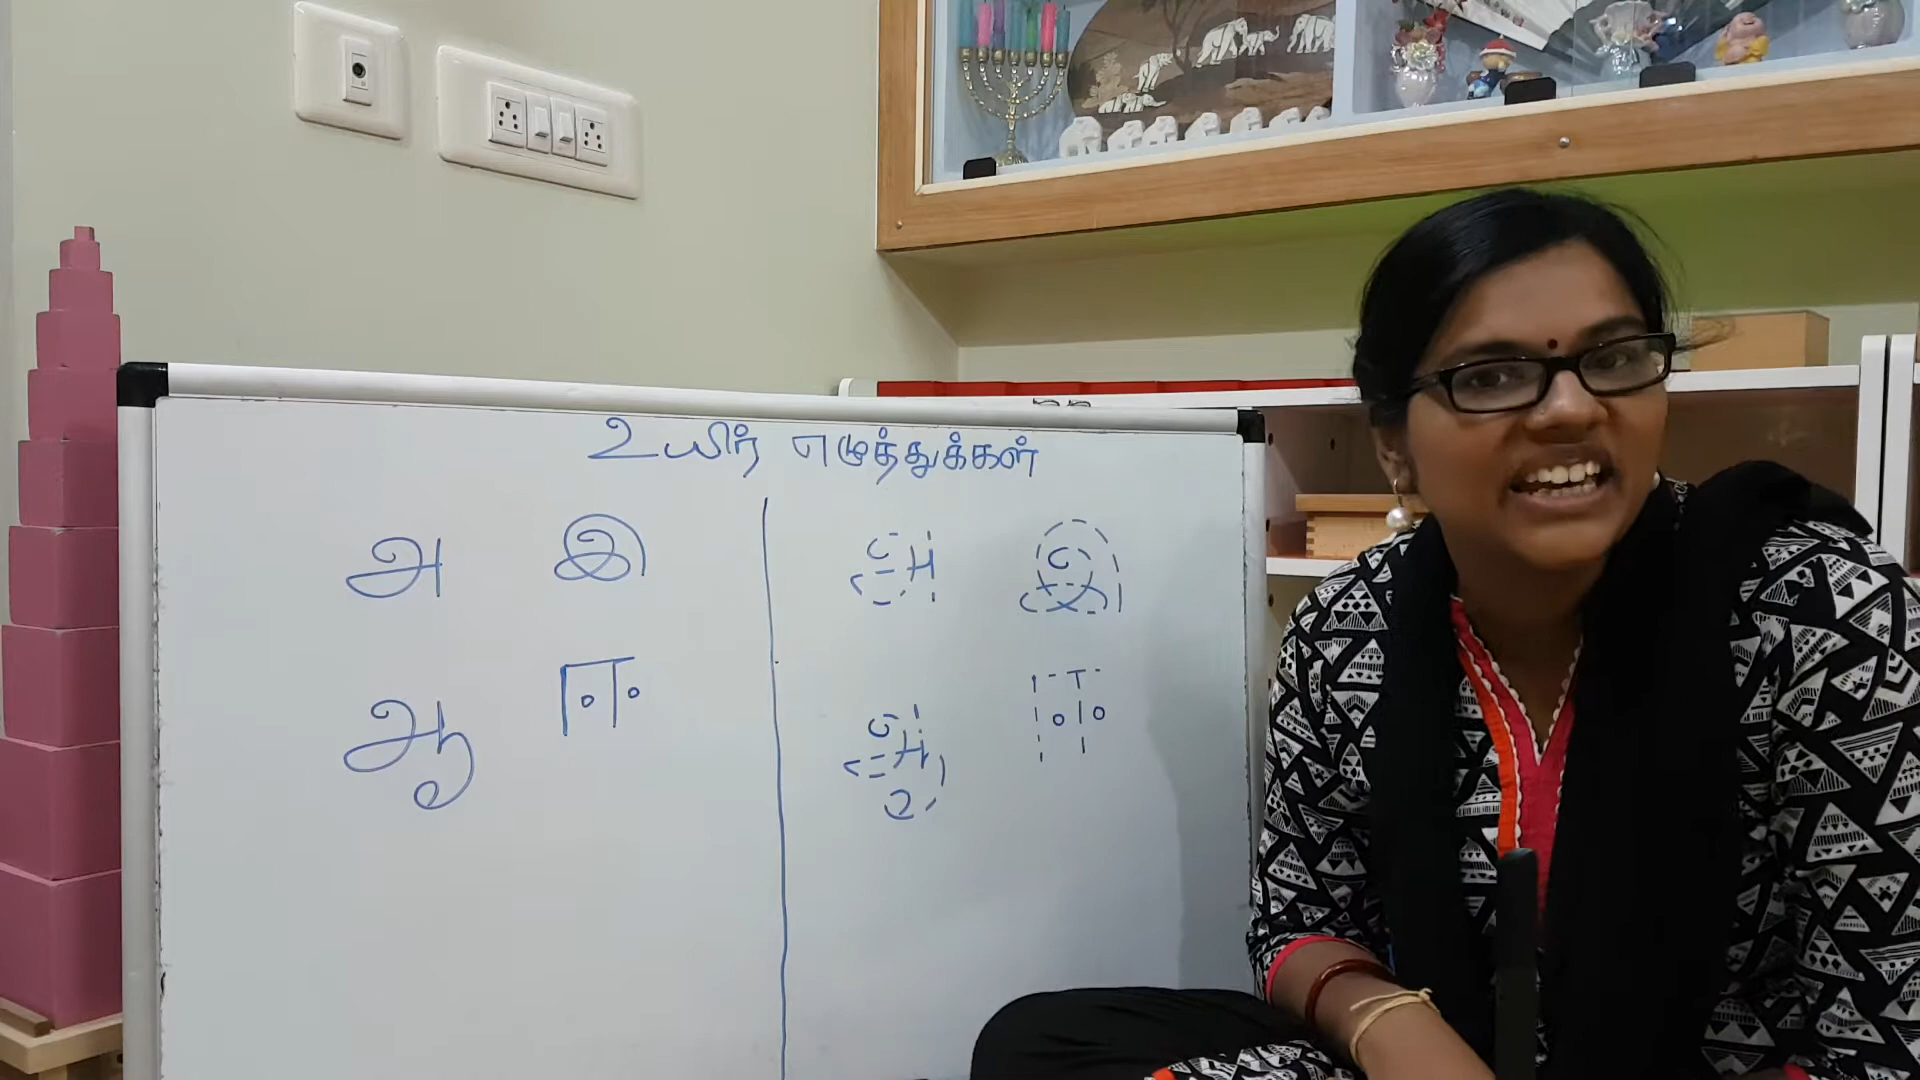 உயிர் எழுத்துக்கள்
அ இ அ இ
ஆ ஈ ஆ ஈ